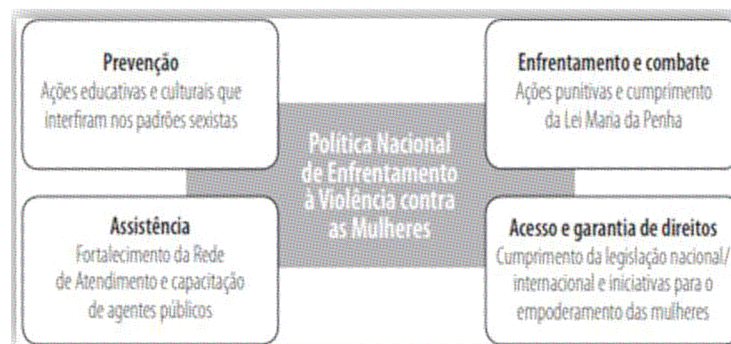 Prevenção
Ações educativas e culturais que
interfiram nos padrões sexistas
Enfrentamento e combate
Ações punitivas e cumprimento
da Lei Maria da Penha
Política Nacional
de Enfrentamento
à Violência contra
as Mulheres
Assistência
Fortalecimento da Rede
de Atendimento e capacitação
de agentes públicos
Acesso e garantia de direitos
Cumprimento da legislação nacional/
internacional e iniciativas para o
empoderamento das mulheres